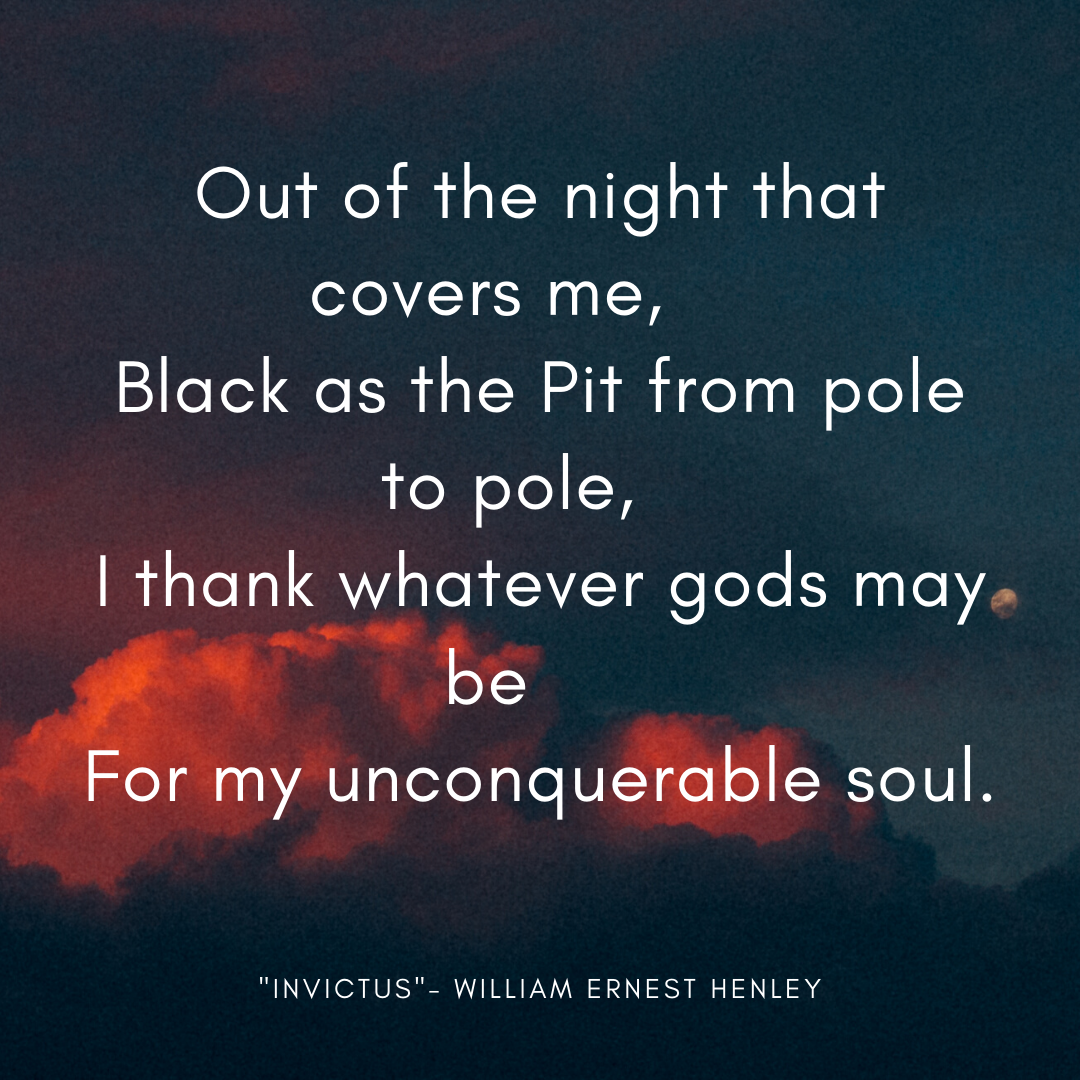 Out of the night that
covers me,
Black as the Pit from pole
to pole,
I thank whatever gods may
be
For my unconquerable soul.
"INVICTUS"- WILLIAM ERNEST HENLEY